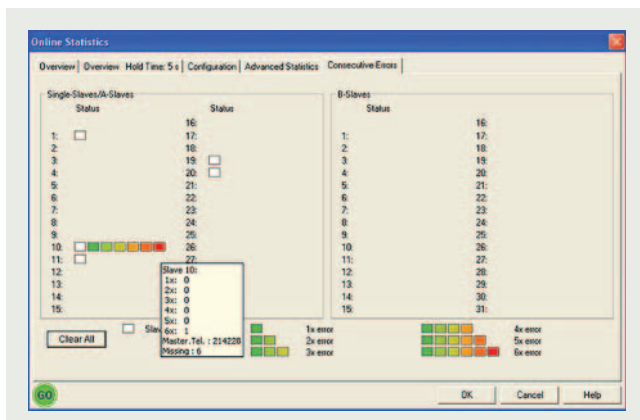 Online Statistics
Overview Overview Hold Time: 5 s Configuration Advanced Statistics Consecutive Errors
Single-Slaves/A-Slaves B-Slaves
Status Status Status
16: 16:
1: 17: 1: 17:
2: 18: 2: 18:
3: 19: 3: 19:
4: 20: 4: 20:
5: 21: 5: 21:
6: 22: 6: 22:
7: 23: 7: 23:
8: 24: 8: 24:
9: 25: 9: 25:
10: 26: 10: 26:
11: 27: 11: 27:
12: 12: 28:
13: 13: 29:
14: 14: 30:
15: 15: 31:
Slave 10:
1x: 0
2x: 0
3x: 0
4x: 0
5x: 0
6x: 1
Master.Tel. : 214228
Missing : 6
Clear All
1x error 4x error
2x error 5x error
3x error 6x error
GO OK Cancel Help